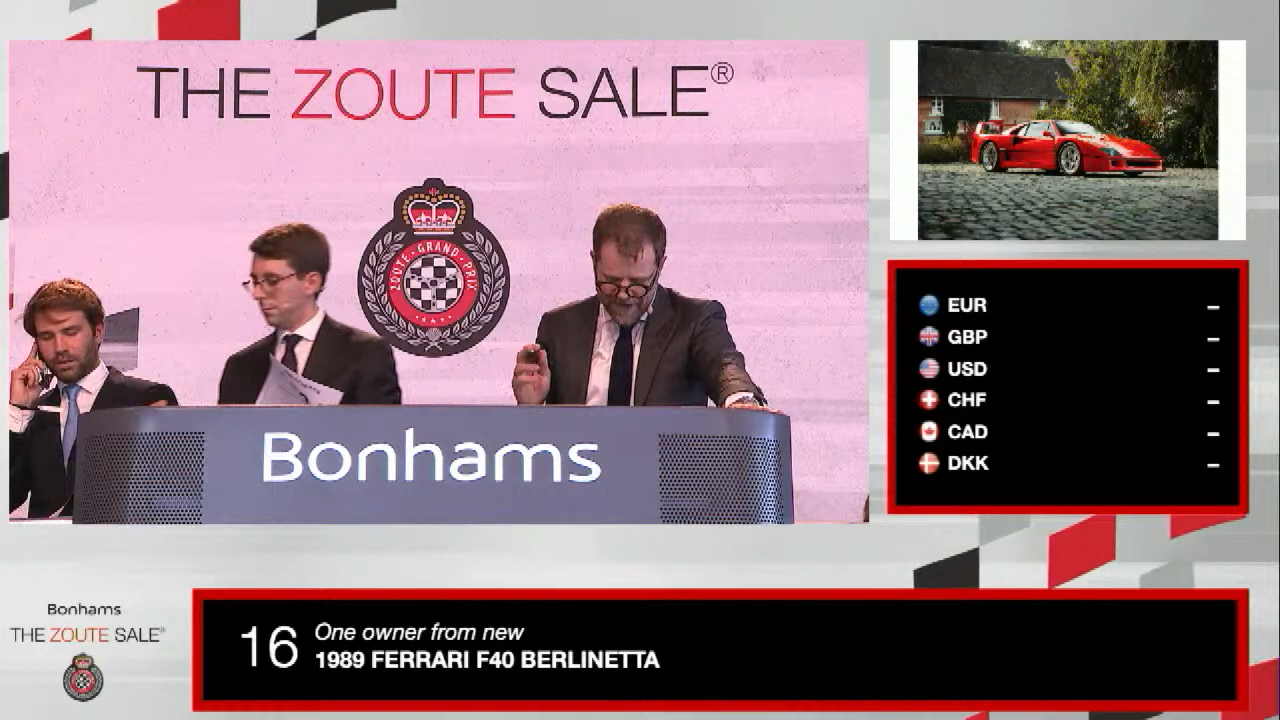 THE ZOUTE SALE®
ZOUTE·GRAND·PRIX
Bonhams
EUR –
GBP –
USD –
CHF –
CAD –
DKK –
Bonhams
THE ZOUTE SALE®
16
One owner from new
1989 FERRARI F40 BERLINETTA